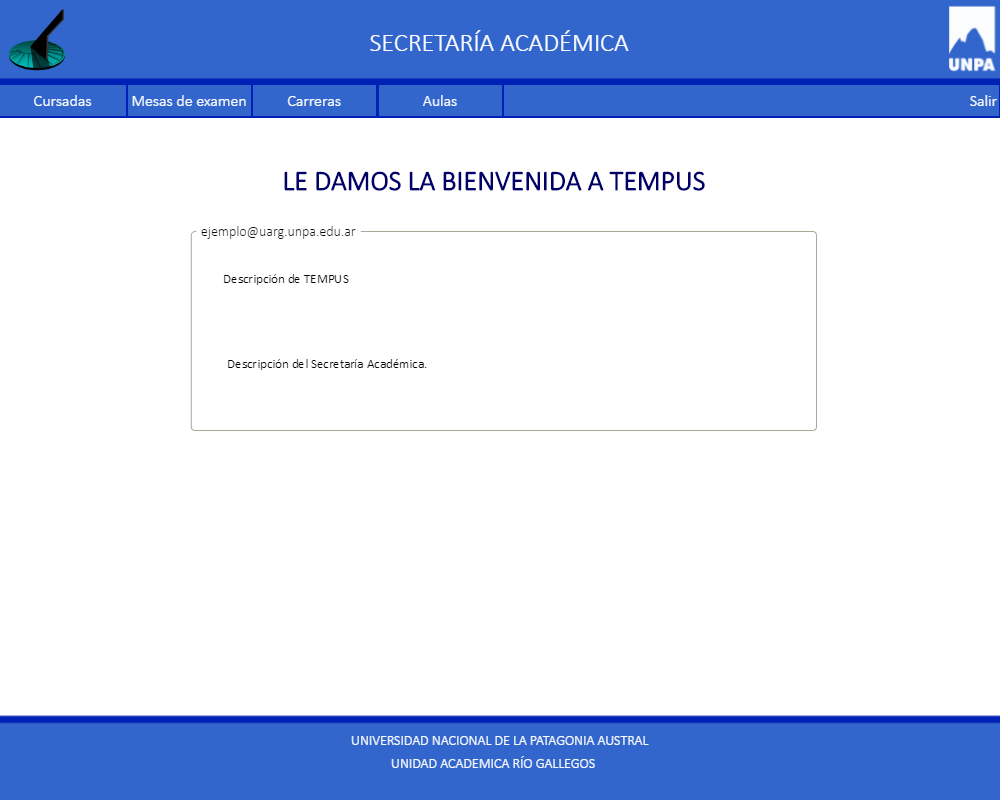 SECRETARÍA ACADÉMICA
UNPA
Cursadas
Mesas de examen
Carreras
Aulas
Salir
LE DAMOS LA BIENVENIDA A TEMPUS
ejemplo@uarg.unpa.edu.ar
Descripción de TEMPUS
Descripción del Secretaría Académica.
UNIVERSIDAD NACIONAL DE LA PATAGONIA AUSTRAL
UNIDAD ACADEMICA RÍO GALLEGOS